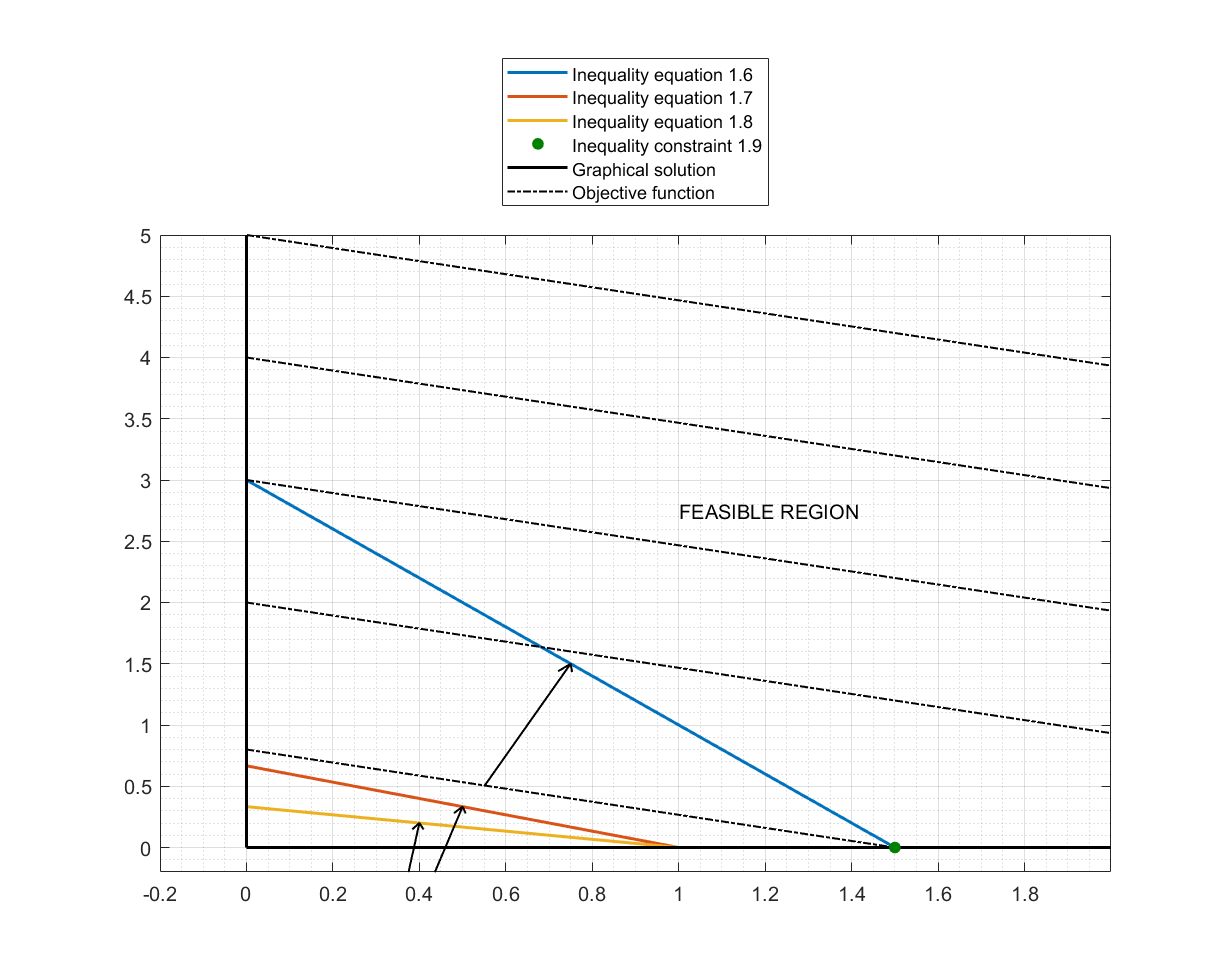 Inequality equation 1.6
Inequality equation 1.7
Inequality equation 1.8
Inequality constraint 1.9
Graphical solution
Objective function
5
4.5
4
3.5
3
FEASIBLE REGION
2.5
2
1.5
1
0.5
0
-0.2 0 0.2 0.4 0.6 0.8 1 1.2 1.4 1.6 1.8